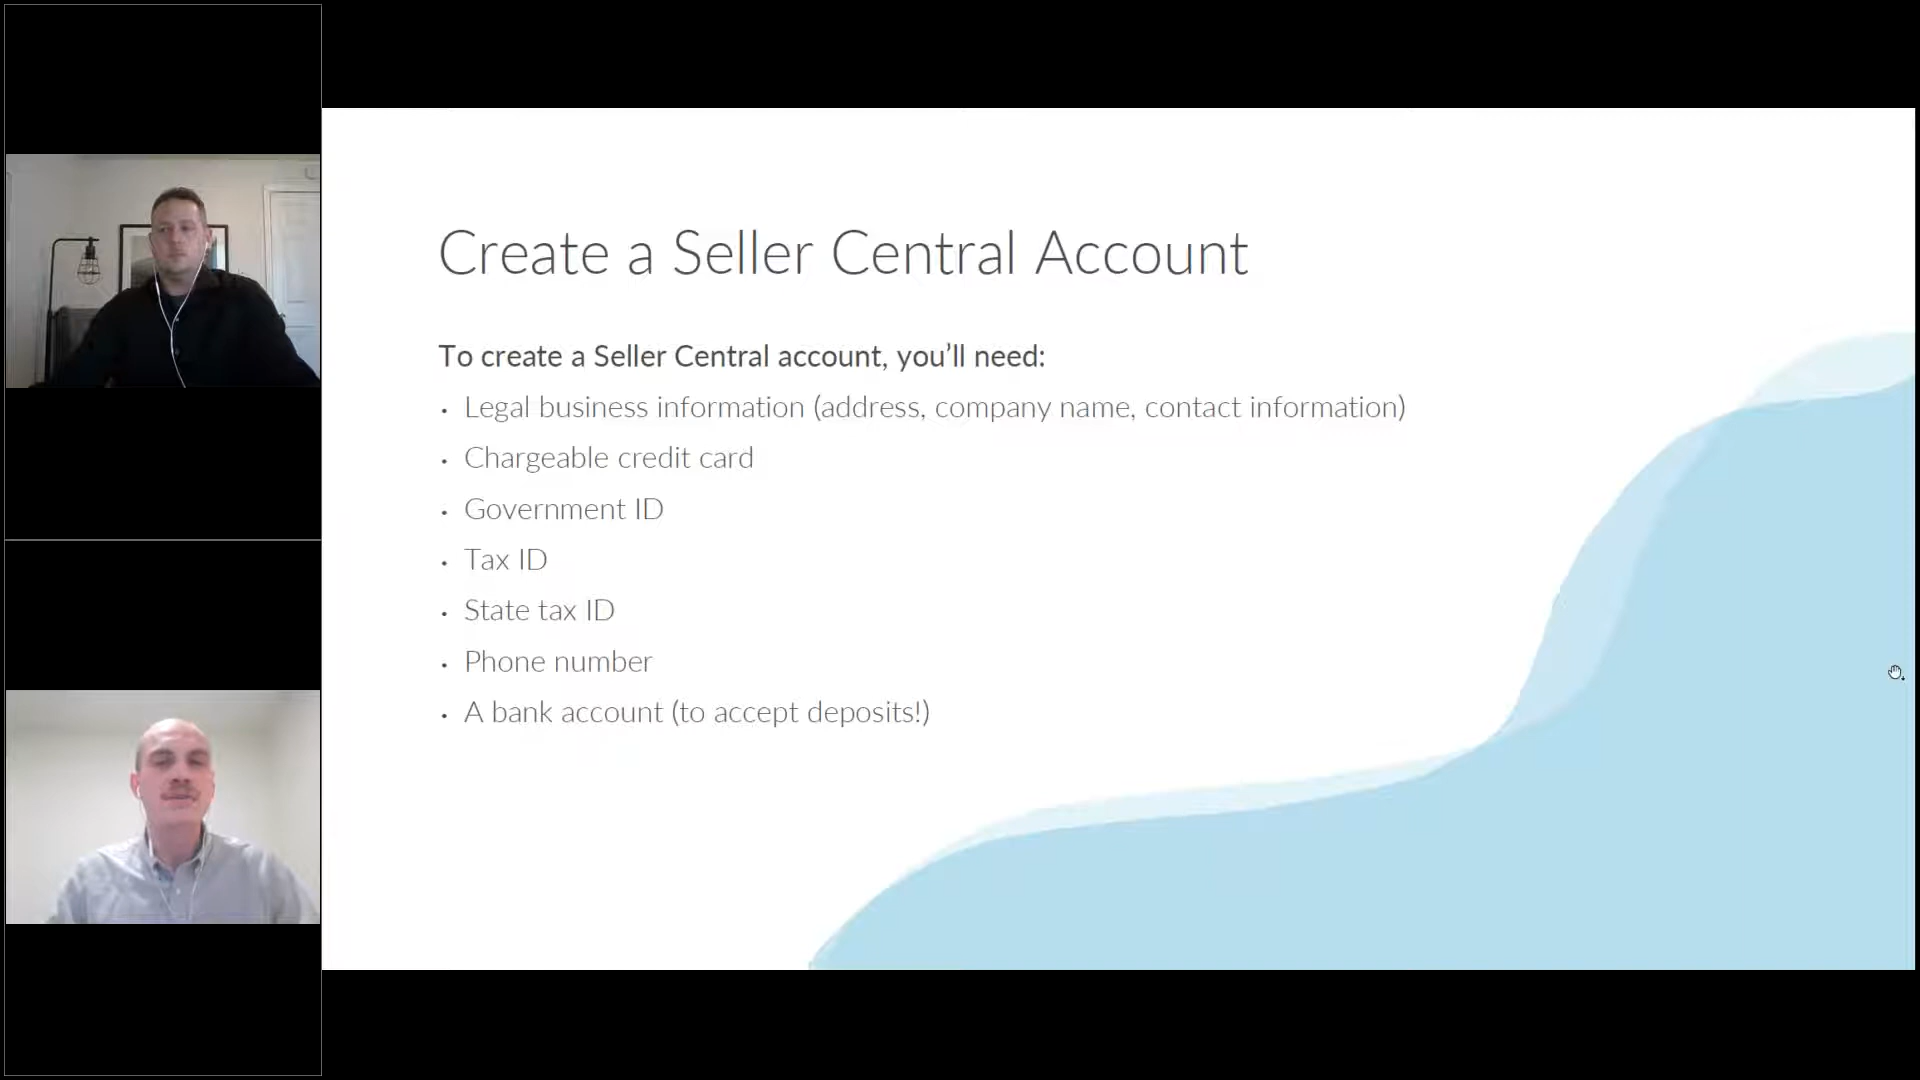 Create a Seller Central Account
To create a Seller Central account, you’ll need:
• Legal business information (address, company name, contact information)
• Chargeable credit card
• Government ID
• Tax ID
• State tax ID
• Phone number
• A bank account (to accept deposits!)